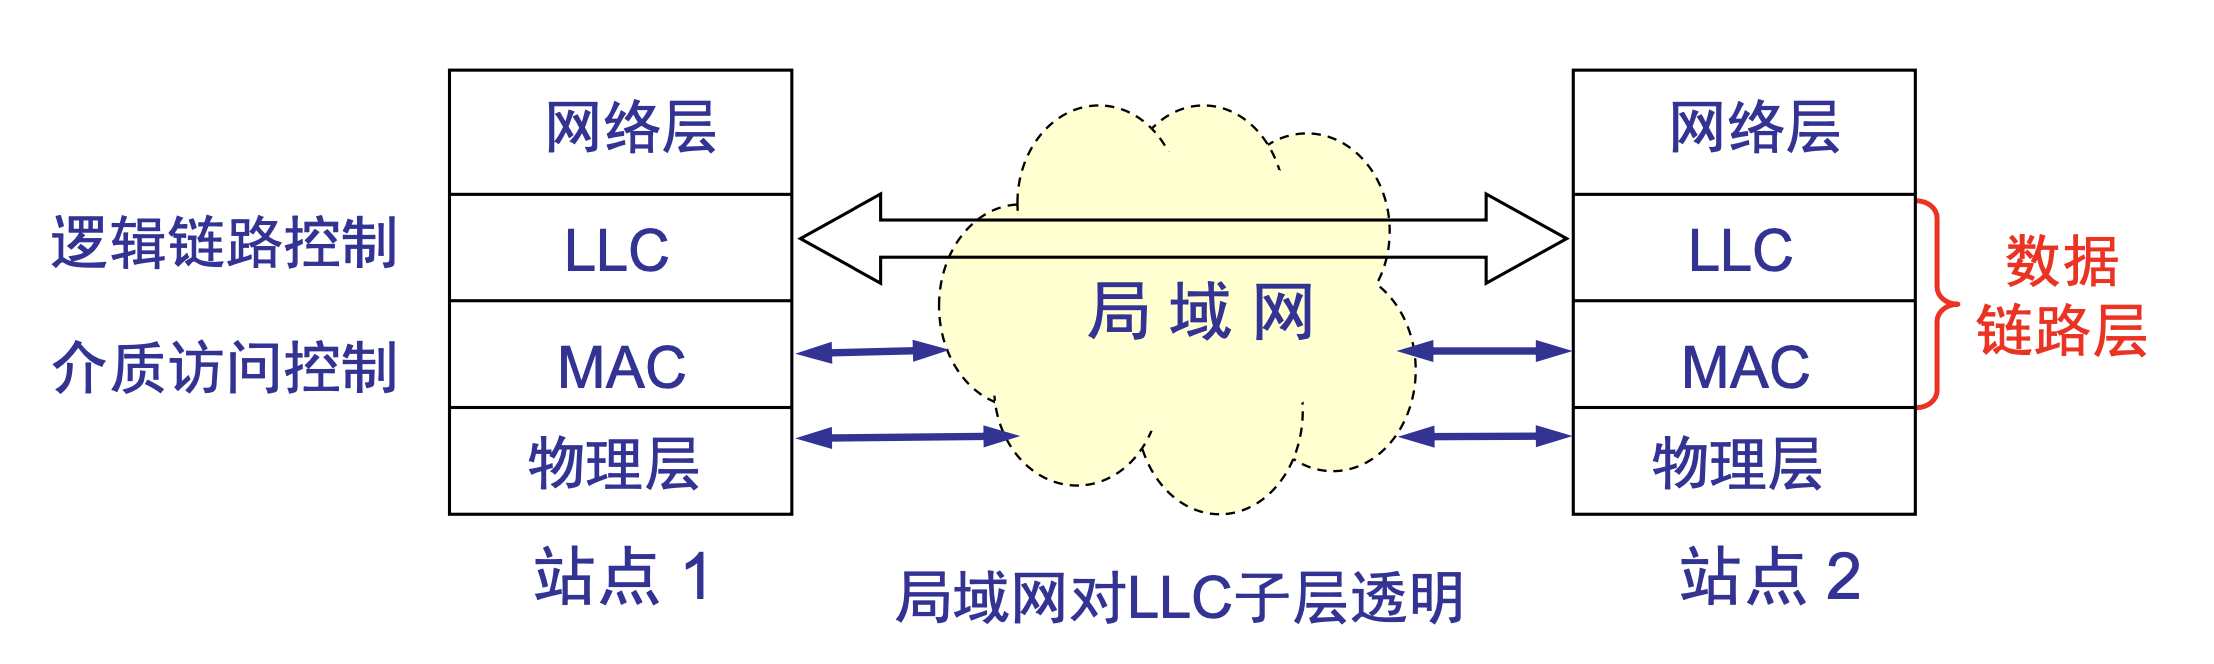 网络层
网络层
逻辑链路控制
LLC
LLC
数据
链路层
局 域 网
介质访问控制
MAC
MAC
物理层
物理层
站点 1
局域网对LLC子层透明
站点 2